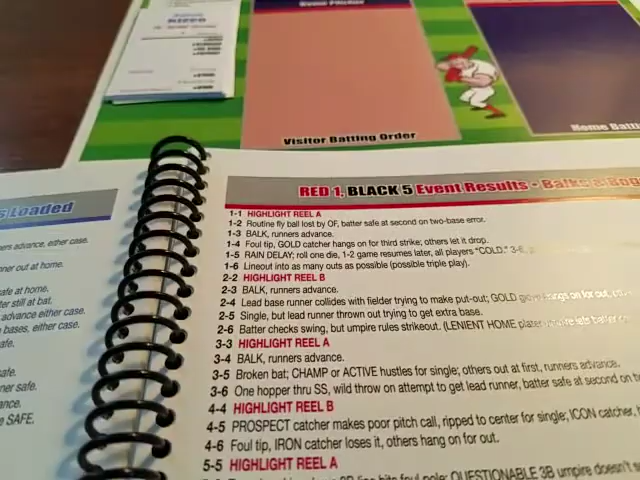 Visitor Batting Order
Home Batti
s Loaded
ners advance, either case.
ner out at home.
safe at home.
ter still at bat.
advance either case.
bases, either case.
afe.
safe.
ner safe.
ance.
e SAFE.
RED 1, BLACK 5 Event Results - Balks & Bog
1-1 HIGHLIGHT REEL A
1-2 Routine fly ball lost by OF, batter safe at second on two-base error.
1-3 BALK, runners advance.
1-4 Foul tip, GOLD catcher hangs on for third strike; others let it drop.
1-5 RAIN DELAY; roll one die, 1-2 game resumes later, all players "COLD." 3-6,
1-6 Lineout into as many outs as possible (possible triple play).
2-2 HIGHLIGHT REEL B
2-3 BALK, runners advance.
2-4 Lead base runner collides with fielder trying to make put-out; GOLD
2-5 Single, but lead runner thrown out trying to get extra base.
2-6 Batter checks swing, but umpire rules strikeout. (LENIENT HOME plate
3-3 HIGHLIGHT REEL A
3-4 BALK, runners advance.
3-5 Broken bat; CHAMP or ACTIVE hustles for single; others out at first, runners advance.
3-6 One hopper thru SS, wild throw on attempt to get lead runner, batter safe at second on
4-4 HIGHLIGHT REEL B
4-5 PROSPECT catcher makes poor pitch call, ripped to center for single; ICON catcher,
4-6 Foul tip, IRON catcher loses it, others hang on for out.
5-5 HIGHLIGHT REEL A
QUESTIONABLE 3B umpire doesn't